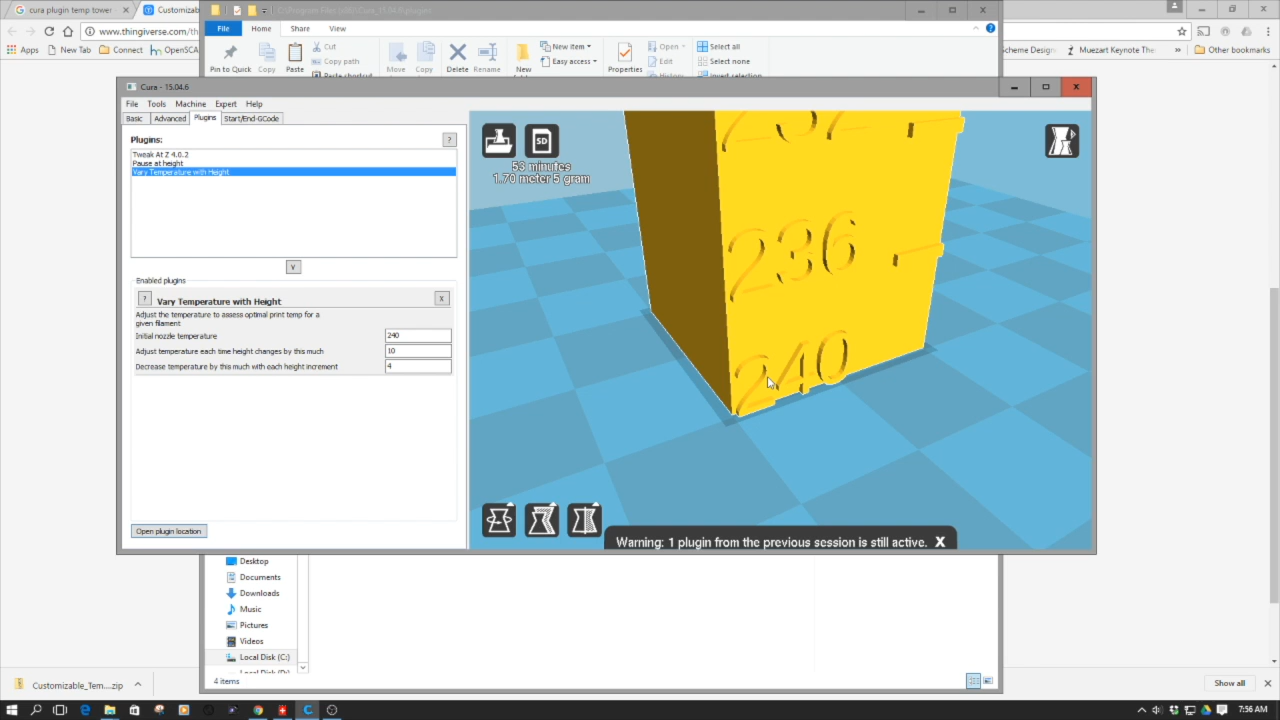 cura plugin temp tower
Customizab
https://www.thingiverse.com/th
Apps
New Tab
Connect
OpenSCA
cheme Design
Muezart Keynote The
»
Other bookmarks
File
Home
Share
View
Pin to Quick
Copy
Paste
Cut
Copy path
Paste shortcut
Move
Copy
Delete
Rename
New
New item
Easy access
Properties
Open
Edit
History
Select all
Select none
Invert selection
Cura - 15.04.6
File
Tools
Machine
Expert
Help
Basic
Advanced
Plugins
Start/End-GCode
Plugins:
?
Tweak At Z 4.0.2
Pause at height
Vary Temperature with Height
V
Enabled plugins
?
Vary Temperature with Height
X
Adjust the temperature to assess optimal print temp for a
given filament
Initial nozzle temperature
240
Adjust temperature each time height changes by this much
10
Decrease temperature by this much with each height increment
4
Open plugin location
SD
53 minutes
1.70 meter 5 gram
236
240
Warning: 1 plugin from the previous session is still active.
X
Desktop
Documents
Downloads
Music
Pictures
Videos
Local Disk (C:)
4 items
Customizable_Tem....zip
Show all
7:56 AM